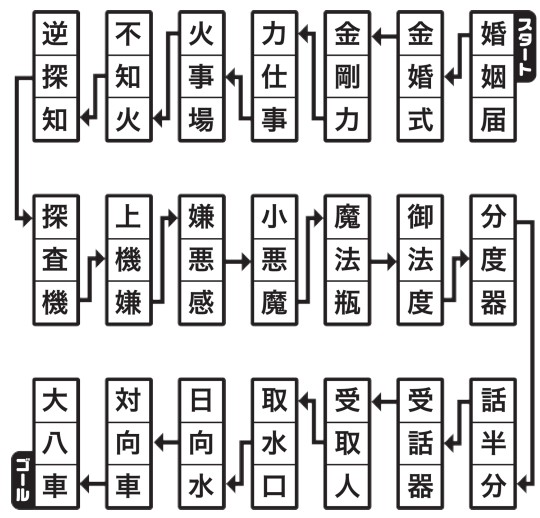 スタート
婚姻届
金婚式
金剛力
力仕事
火事場
不知火
逆探知
探査機
上機嫌
嫌悪感
小悪魔
魔法瓶
御法度
分度器
話半分
受話器
受取人
取水口
日向水
対向車
大八車
ゴール